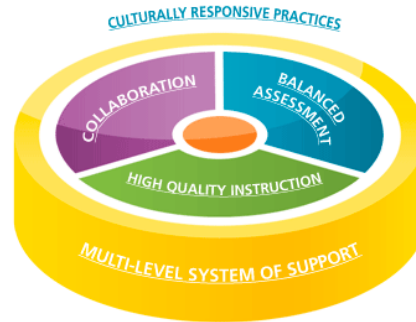 CULTURALLY RESPONSIVE PRACTICES
COLLABORATION
BALANCED
ASSESSMENT
HIGH QUALITY INSTRUCTION
MULTI-LEVEL SYSTEM OF SUPPORT